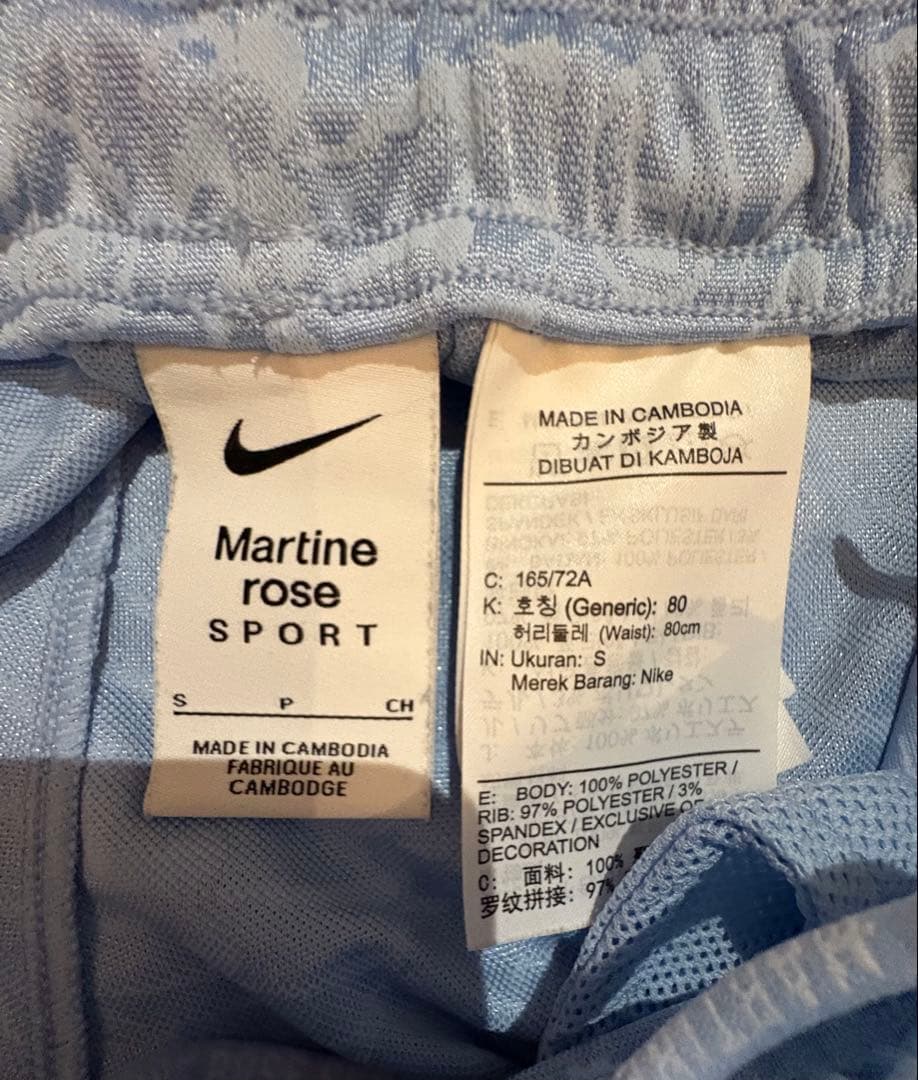 Martine
rose
SPORT
S P CH
MADE IN CAMBODIA
FABRIQUE AU
CAMBODGE
MADE IN CAMBODIA
カンボジア製
DIBUAT DI KAMBOJA
C: 165/72A
K: 호칭 (Generic): 80
허리둘레 (Waist): 80cm
IN: Ukuran: S
Merek Barang: Nike
E: BODY: 100% POLYESTER /
RIB: 97% POLYESTER / 3%
SPANDEX / EXCLUSIVE OF
DECORATION
C: 面料: 100%
罗纹拼接: 97%